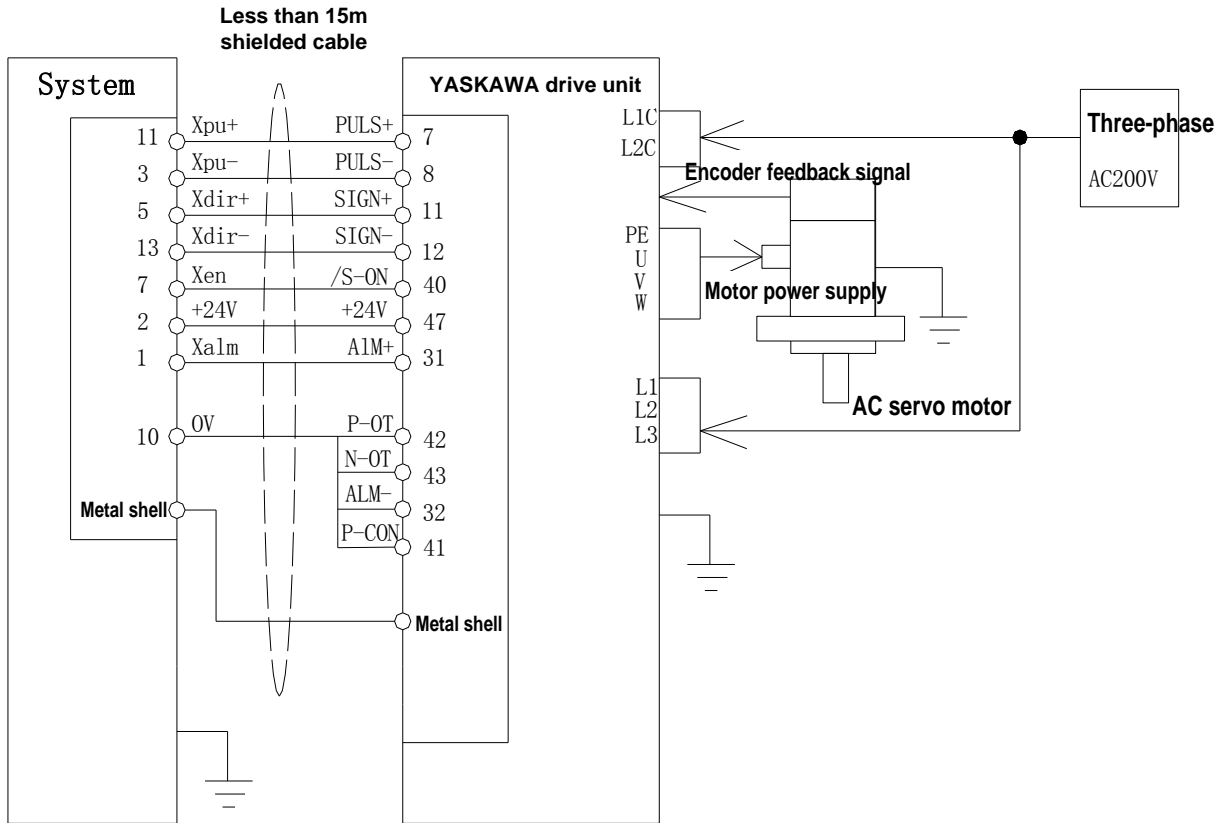 Less than 15m
shielded cable
System
YASKAWA drive unit
11 Xpu+ PULS+ 7
3 Xpu- PULS- 8
5 Xdir+ SIGN+ 11
13 Xdir- SIGN- 12
7 Xen /S-ON 40
2 +24V +24V 47
1 Xalm AlM+ 31
10 0V P-OT 42
N-OT 43
ALM- 32
P-CON 41
Metal shell
Metal shell
L1C
L2C
Encoder feedback signal
PE
U
V
W
Motor power supply
L1
L2
L3
AC servo motor
Three-phase
AC200V